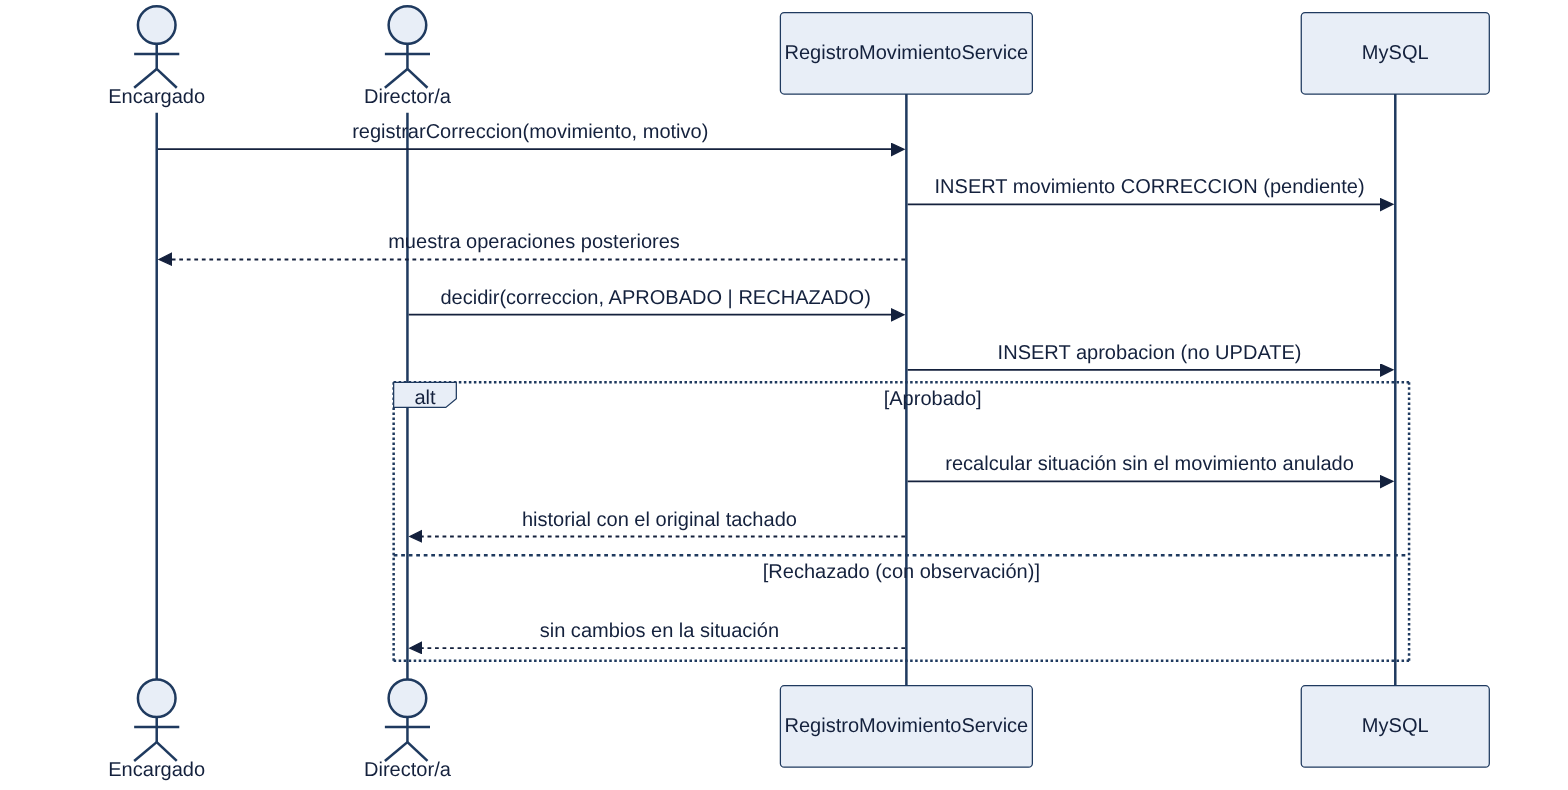 Encargado
Director/a
RegistroMovimientoService
MySQL
registrarCorreccion(movimiento, motivo)
INSERT movimiento CORRECCION (pendiente)
muestra operaciones posteriores
decidir(correccion, APROBADO | RECHAZADO)
INSERT aprobacion (no UPDATE)
alt
[Aprobado]
recalcular situación sin el movimiento anulado
historial con el original tachado
[Rechazado (con observación)]
sin cambios en la situación
Encargado
Director/a
RegistroMovimientoService
MySQL